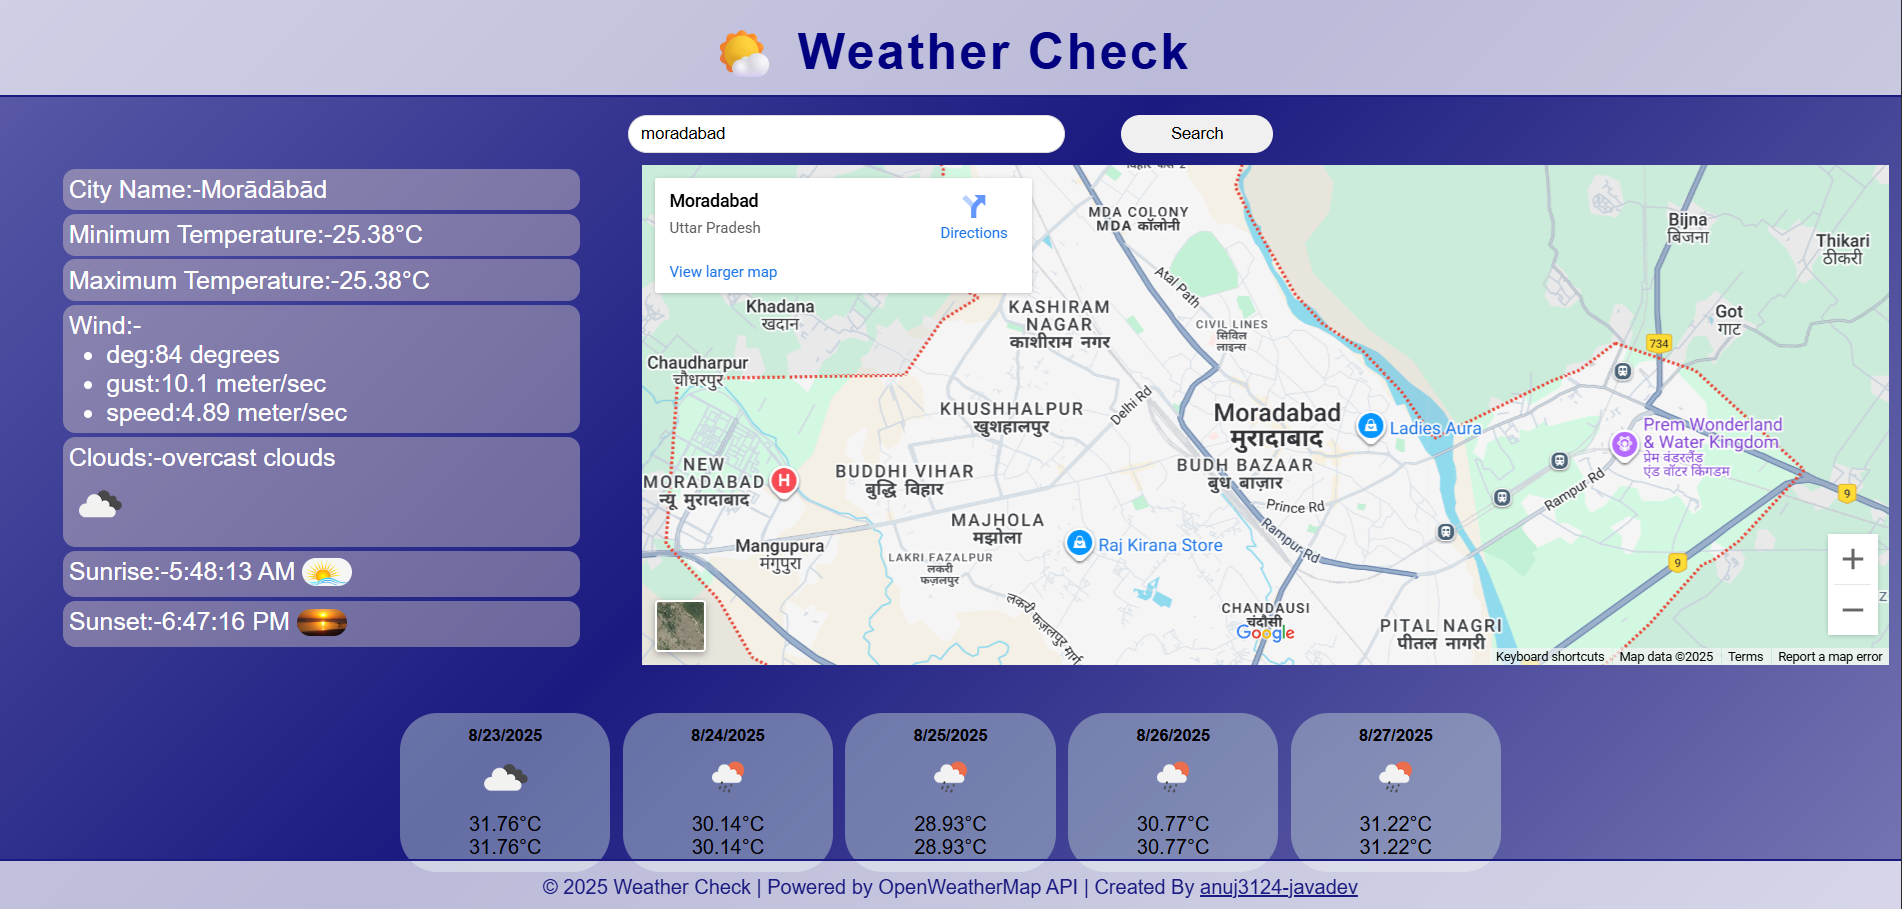 Weather Check
moradabad
Search
City Name:-Morādābād
Minimum Temperature:-25.38°C
Maximum Temperature:-25.38°C
Wind:-
deg:84 degrees
gust:10.1 meter/sec
speed:4.89 meter/sec
Clouds:-overcast clouds
Sunrise:-5:48:13 AM
Sunset:-6:47:16 PM
Moradabad
Uttar Pradesh
Directions
View larger map
MDA COLONY
MDA कॉलोनी
Bijna
बिजना
Thikari
ठीकरी
Atal Path
Khadana
खदान
KASHIRAM
NAGAR
काशीराम नगर
CIVIL LINES
सिविल
लाइन्स
Got
गाट
734
Chaudharpur
चौधरपुर
Delhi Rd
KHUSHHALPUR
खुशहालपुर
Moradabad
मुरादाबाद
Ladies Aura
Prem Wonderland
& Water Kingdom
प्रेम वंडरलैंड
एंड वॉटर किंगडम
NEW
MORADABAD
न्यू मुरादाबाद
H
BUDDHI VIHAR
बुद्धि विहार
BUDH BAZAAR
बुध बाज़ार
Prince Rd
Rampur Rd
9
MAJHOLA
मझोला
Rampur Rd
Raj Kirana Store
Mangupura
मंगुपुरा
LAKRI FAZALPUR
लकरी
फ़ज़लपुर
9
लकरी फ़ज़लपुर मार्ग
CHANDAUSI
चंदौसी
Google
PITAL NAGRI
पीतल नागरी
Z
Keyboard shortcuts
Map data ©2025
Terms
Report a map error
8/23/2025
31.76°C
31.76°C
8/24/2025
30.14°C
30.14°C
8/25/2025
28.93°C
28.93°C
8/26/2025
30.77°C
30.77°C
8/27/2025
31.22°C
31.22°C
© 2025 Weather Check | Powered by OpenWeatherMap API | Created By anuj3124-javadev